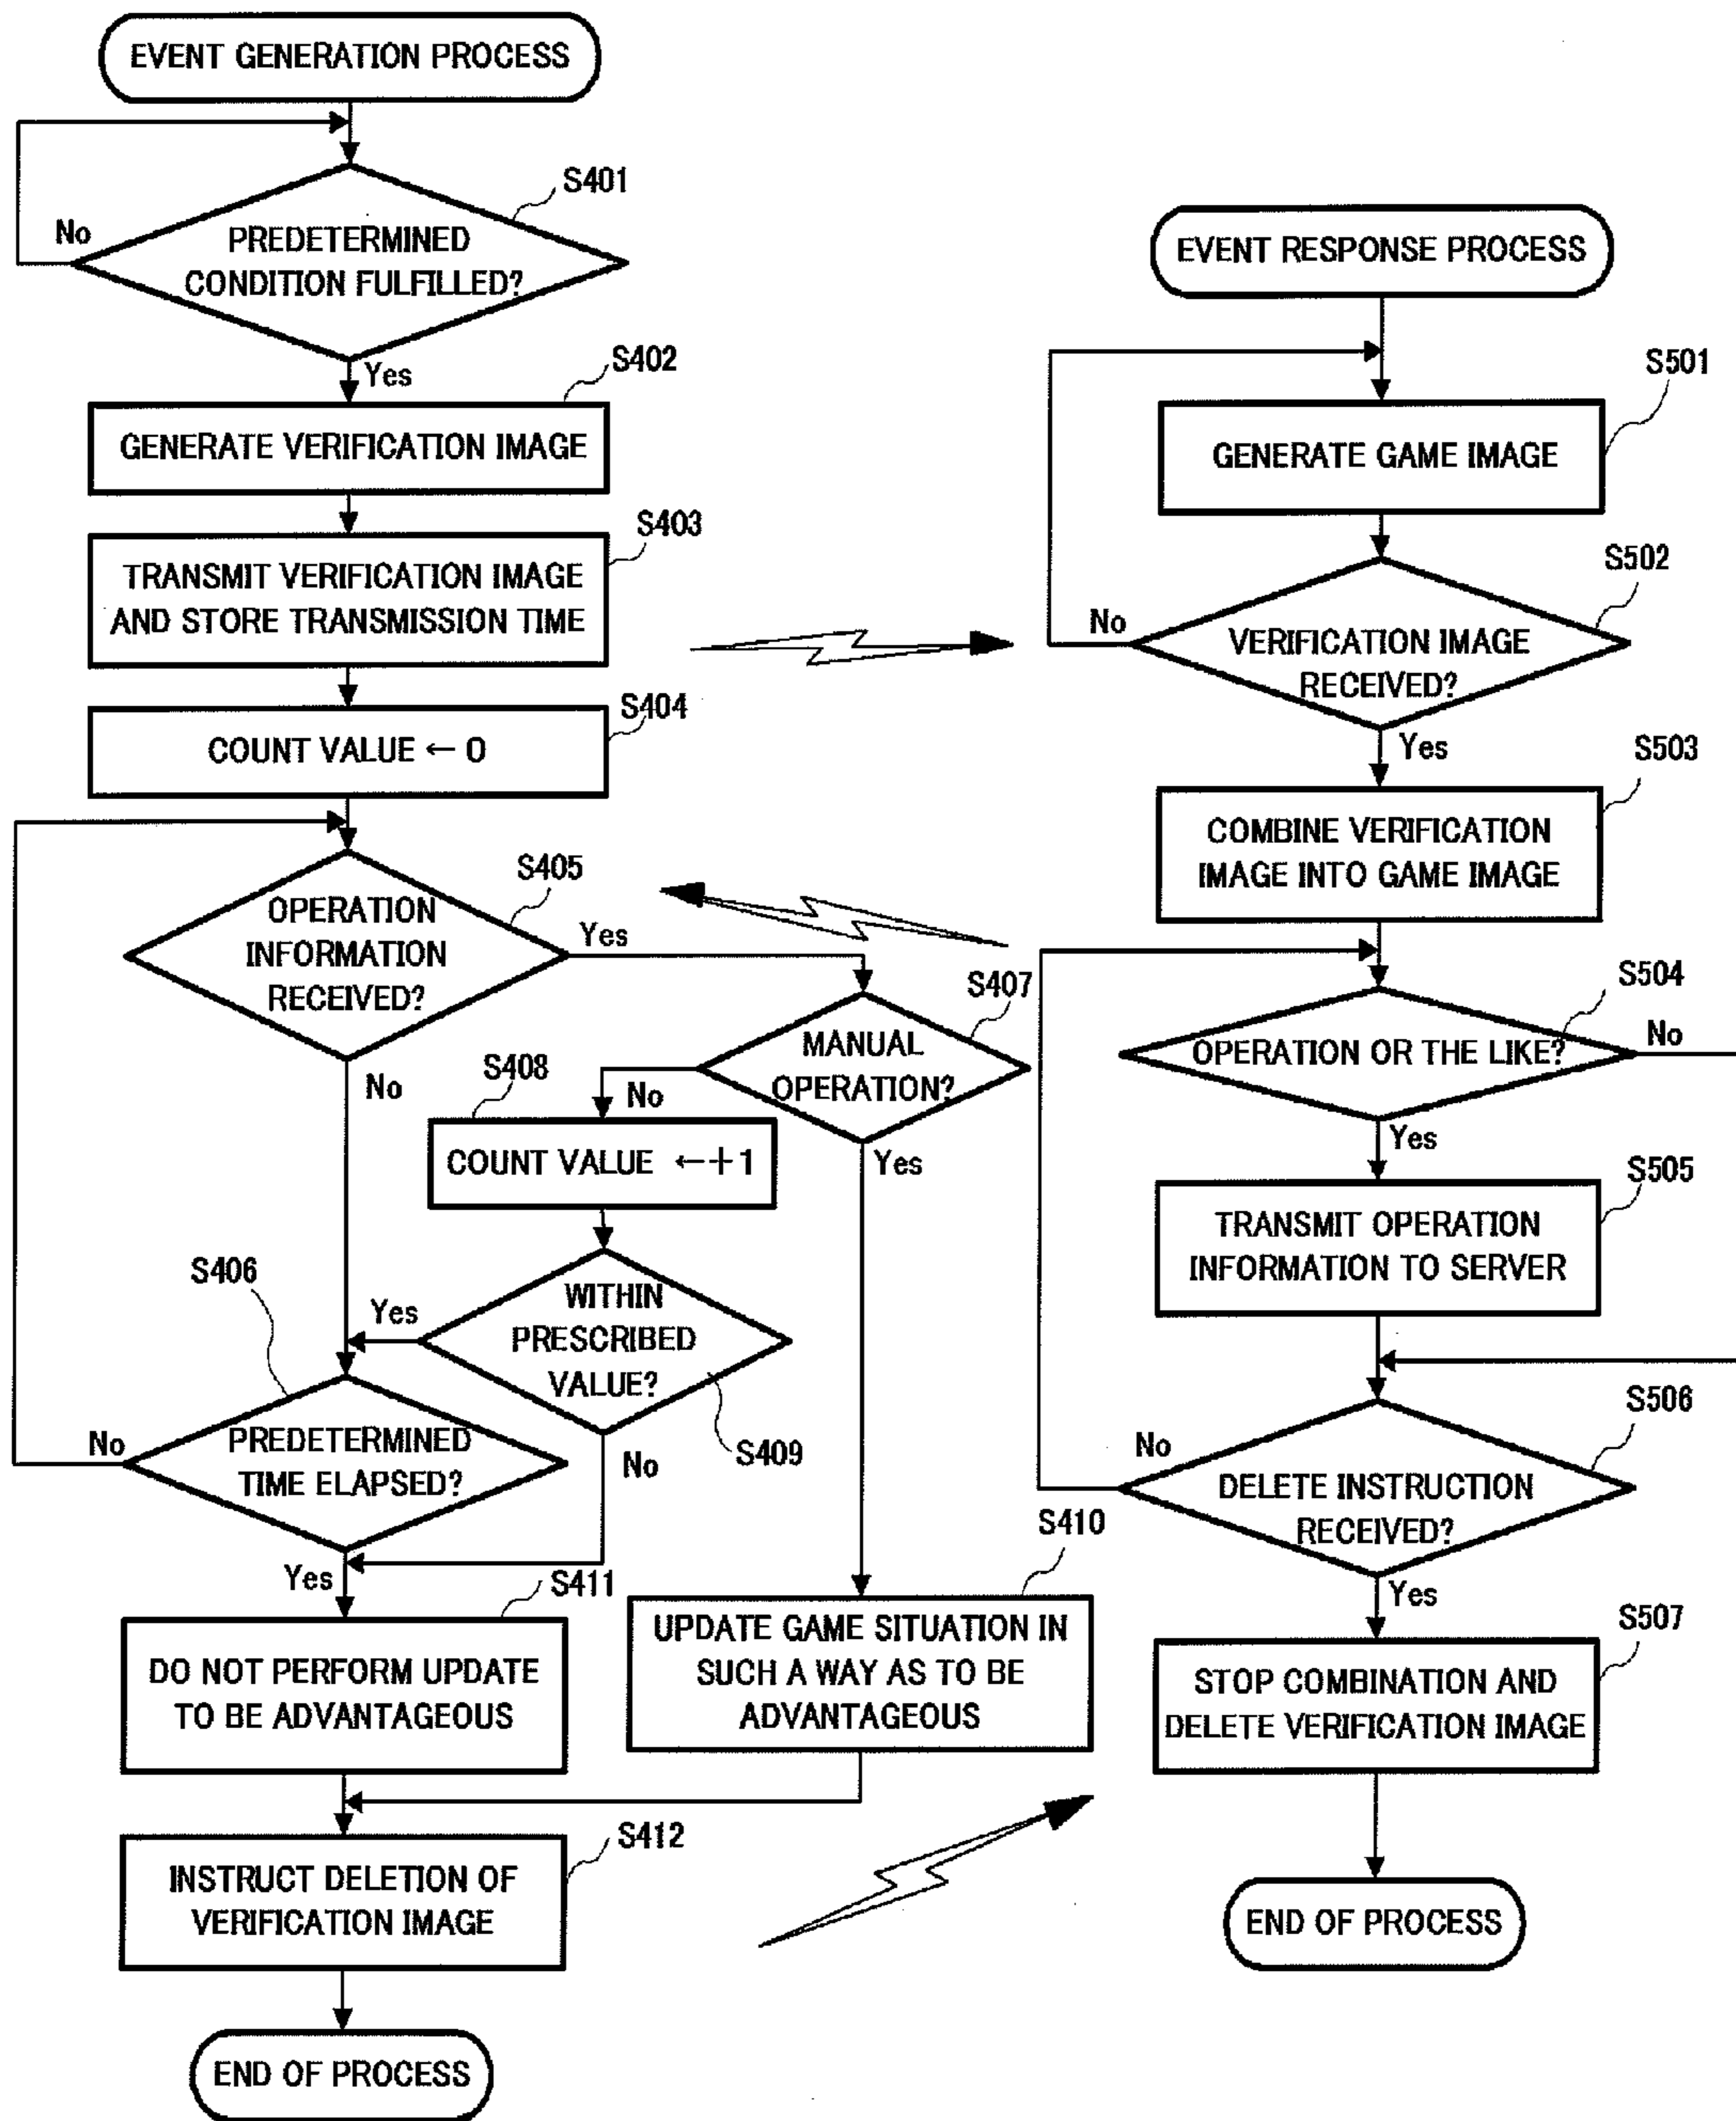 EVENT GENERATION PROCESS
S401
No
PREDETERMINED
CONDITION FULFILLED?
Yes
S402
GENERATE VERIFICATION IMAGE
S403
TRANSMIT VERIFICATION IMAGE
AND STORE TRANSMISSION TIME
S404
COUNT VALUE ← 0
S405
OPERATION
INFORMATION
RECEIVED?
Yes
No
S407
MANUAL
OPERATION?
No
Yes
S408
COUNT VALUE ←+1
S406
Yes
WITHIN
PRESCRIBED
VALUE?
S409
No
No
PREDETERMINED
TIME ELAPSED?
Yes
S411
DO NOT PERFORM UPDATE
TO BE ADVANTAGEOUS
S410
UPDATE GAME SITUATION IN
SUCH A WAY AS TO BE
ADVANTAGEOUS
S412
INSTRUCT DELETION OF
VERIFICATION IMAGE
END OF PROCESS
EVENT RESPONSE PROCESS
S501
GENERATE GAME IMAGE
S502
No
VERIFICATION IMAGE
RECEIVED?
Yes
S503
COMBINE VERIFICATION
IMAGE INTO GAME IMAGE
S504
OPERATION OR THE LIKE?
No
Yes
S505
TRANSMIT OPERATION
INFORMATION TO SERVER
S506
No
DELETE INSTRUCTION
RECEIVED?
Yes
S507
STOP COMBINATION AND
DELETE VERIFICATION IMAGE
END OF PROCESS